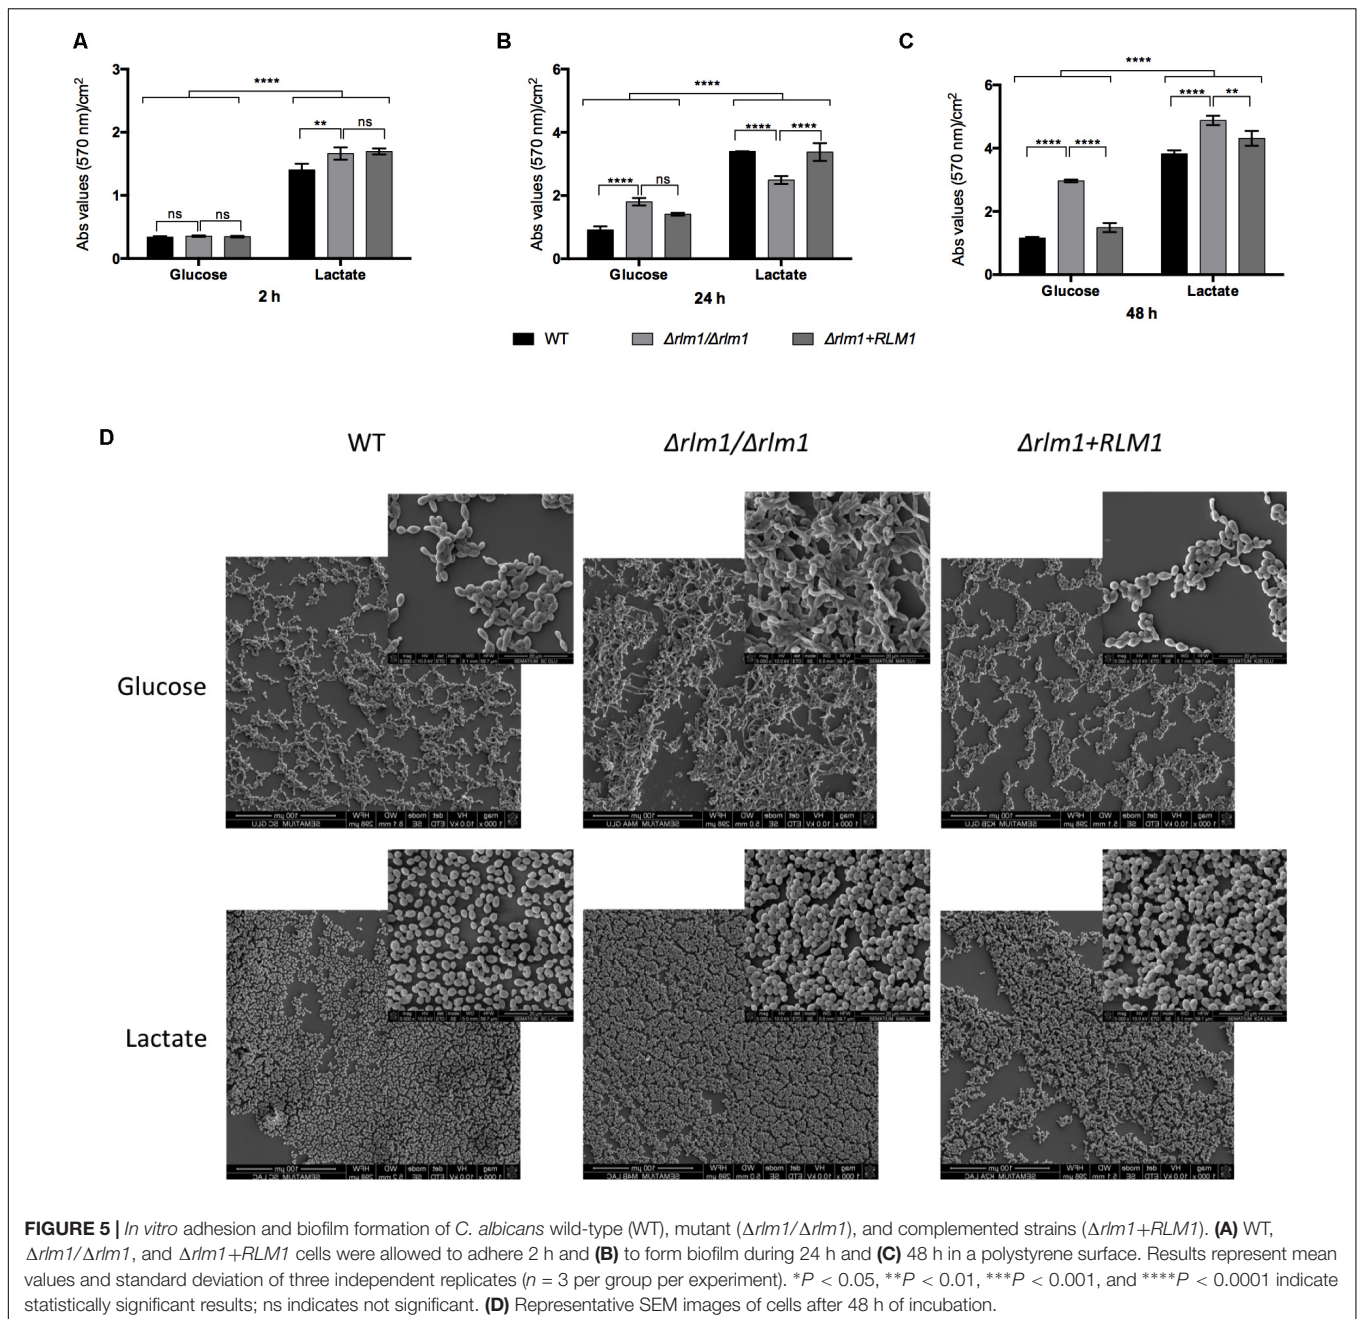 A
B
C
Abs values (570 nm)/cm²
3
2
1
0
****
ns
ns
**
ns
Glucose
Lactate
2 h
Abs values (570 nm)/cm²
6
4
2
0
****
****
ns
****
****
Glucose
Lactate
24 h
Abs values (570 nm)/cm²
6
4
2
0
****
****
****
****
**
Glucose
Lactate
48 h
WT
Δrlm1/Δrlm1
Δrlm1+RLM1
D
WT
Δrlm1/Δrlm1
Δrlm1+RLM1
Glucose
Lactate
FIGURE 5 | In vitro adhesion and biofilm formation of C. albicans wild-type (WT), mutant (Δrlm1/Δrlm1), and complemented strains (Δrlm1+RLM1). (A) WT,
Δrlm1/Δrlm1, and Δrlm1+RLM1 cells were allowed to adhere 2 h and (B) to form biofilm during 24 h and (C) 48 h in a polystyrene surface. Results represent mean
values and standard deviation of three independent replicates (n = 3 per group per experiment). *P < 0.05, **P < 0.01, ***P < 0.001, and ****P < 0.0001 indicate
statistically significant results; ns indicates not significant. (D) Representative SEM images of cells after 48 h of incubation.